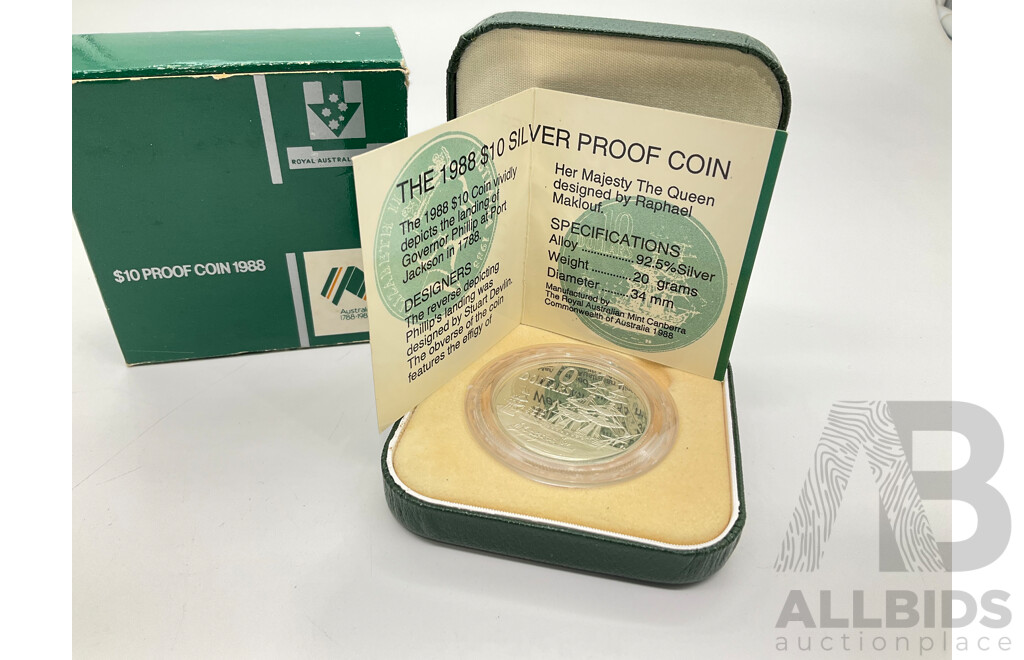 ROYAL AUSTRAL
$10 PROOF COIN 1988
Austral
1788-198
THE 1988 $10 SILVER PROOF COIN
The 1988 $10 Coin vividly
depicts the landing of
Governor Phillip at Port
Jackson in 1788.
DESIGNERS
The reverse depicting
Phillip's landing was
designed by Stuart Devlin.
The obverse of the coin
features the effigy of
Her Majesty The Queen
designed by Raphael
Maklouf.
SPECIFICATIONS
Alloy ................92.5% Silver
Weight ............20 grams
Diameter .........34 mm
Manufactured by
The Royal Australian Mint Canberra
Commonwealth of Australia 1988
10
DOLLARS
AB
ALLBIDS
auctionplace